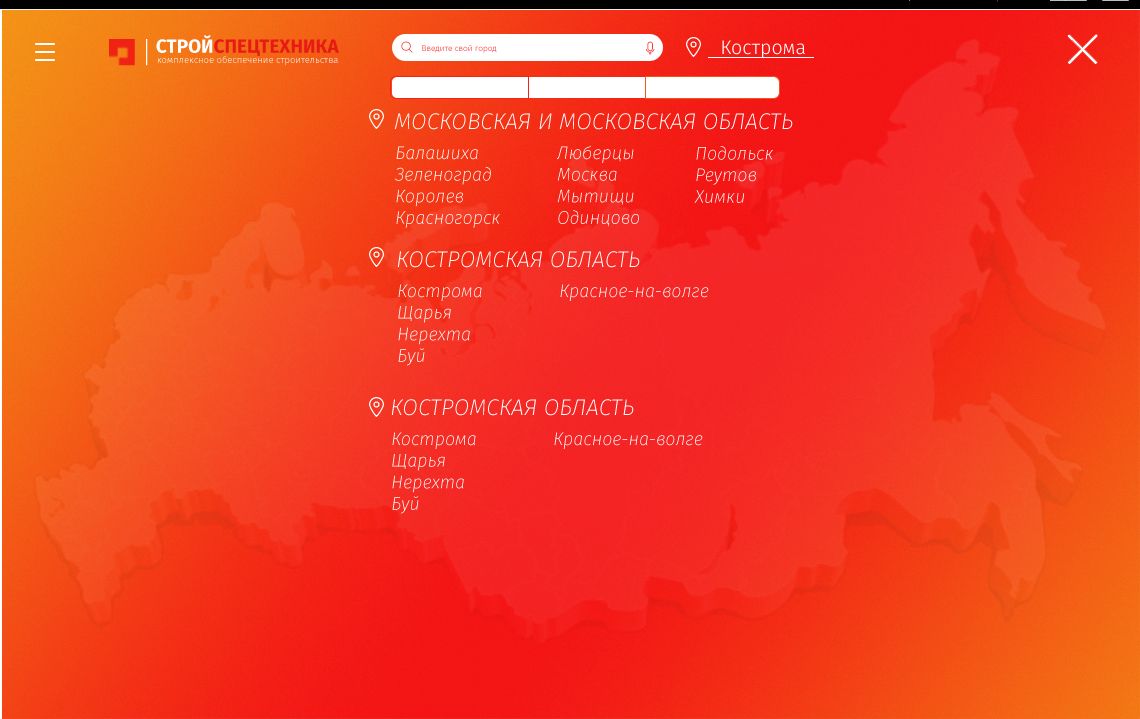 СТРОЙСПЕЦТЕХНИКА
комплексное обеспечение строительства
Введите свой город
Кострома
МОСКОВСКАЯ И МОСКОВСКАЯ ОБЛАСТЬ
Балашиха Люберцы Подольск
Зеленоград Москва Реутов
Королев Мытищи Химки
Красногорск Одинцово
КОСТРОМСКАЯ ОБЛАСТЬ
Кострома Красное-на-волге
Щарья
Нерехта
Буй
КОСТРОМСКАЯ ОБЛАСТЬ
Кострома Красное-на-волге
Щарья
Нерехта
Буй